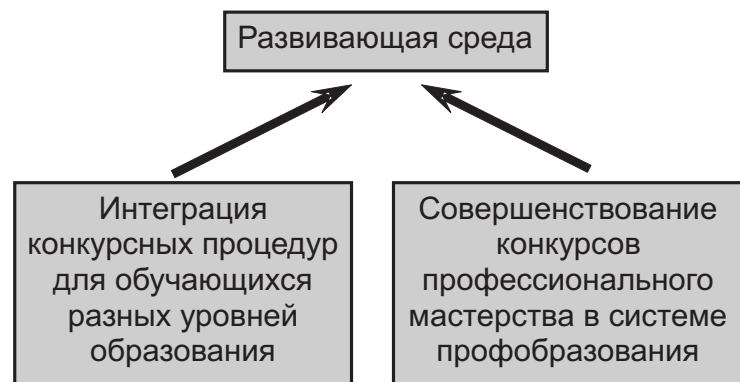 Развивающая среда
Интеграция
конкурсных процедур
для обучающихся
разных уровней
образования
Совершенствование
конкурсов
профессионального
мастерства в системе
профобразования